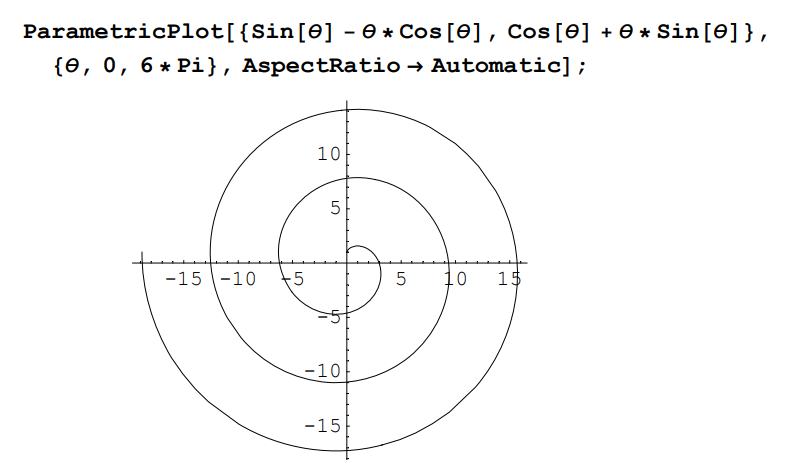 ParametricPlot[{Sin[θ] - θ * Cos[θ], Cos[θ] + θ * Sin[θ]},
{θ, 0, 6 * Pi}, AspectRatio → Automatic];
10
5
-15 -10 -5 5 10 15
-5
-10
-15